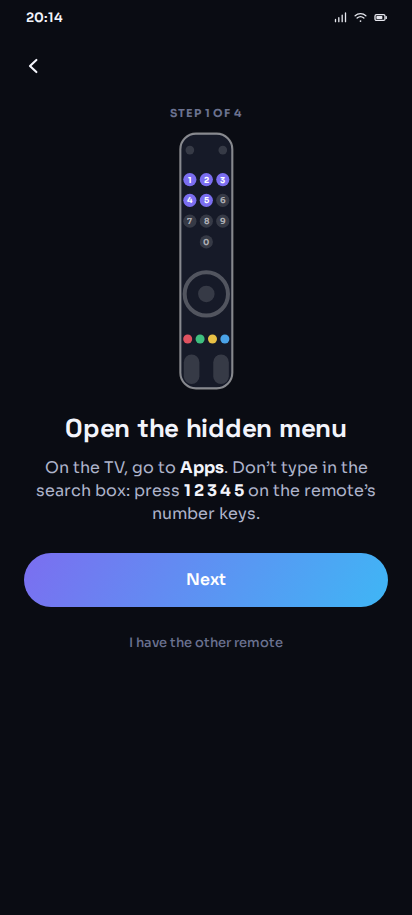 20:14
STEP 1 OF 4
1 2 3
4 5 6
7 8 9
0
Open the hidden menu
On the TV, go to Apps. Don’t type in the
search box: press 1 2 3 4 5 on the remote’s
number keys.
Next
I have the other remote